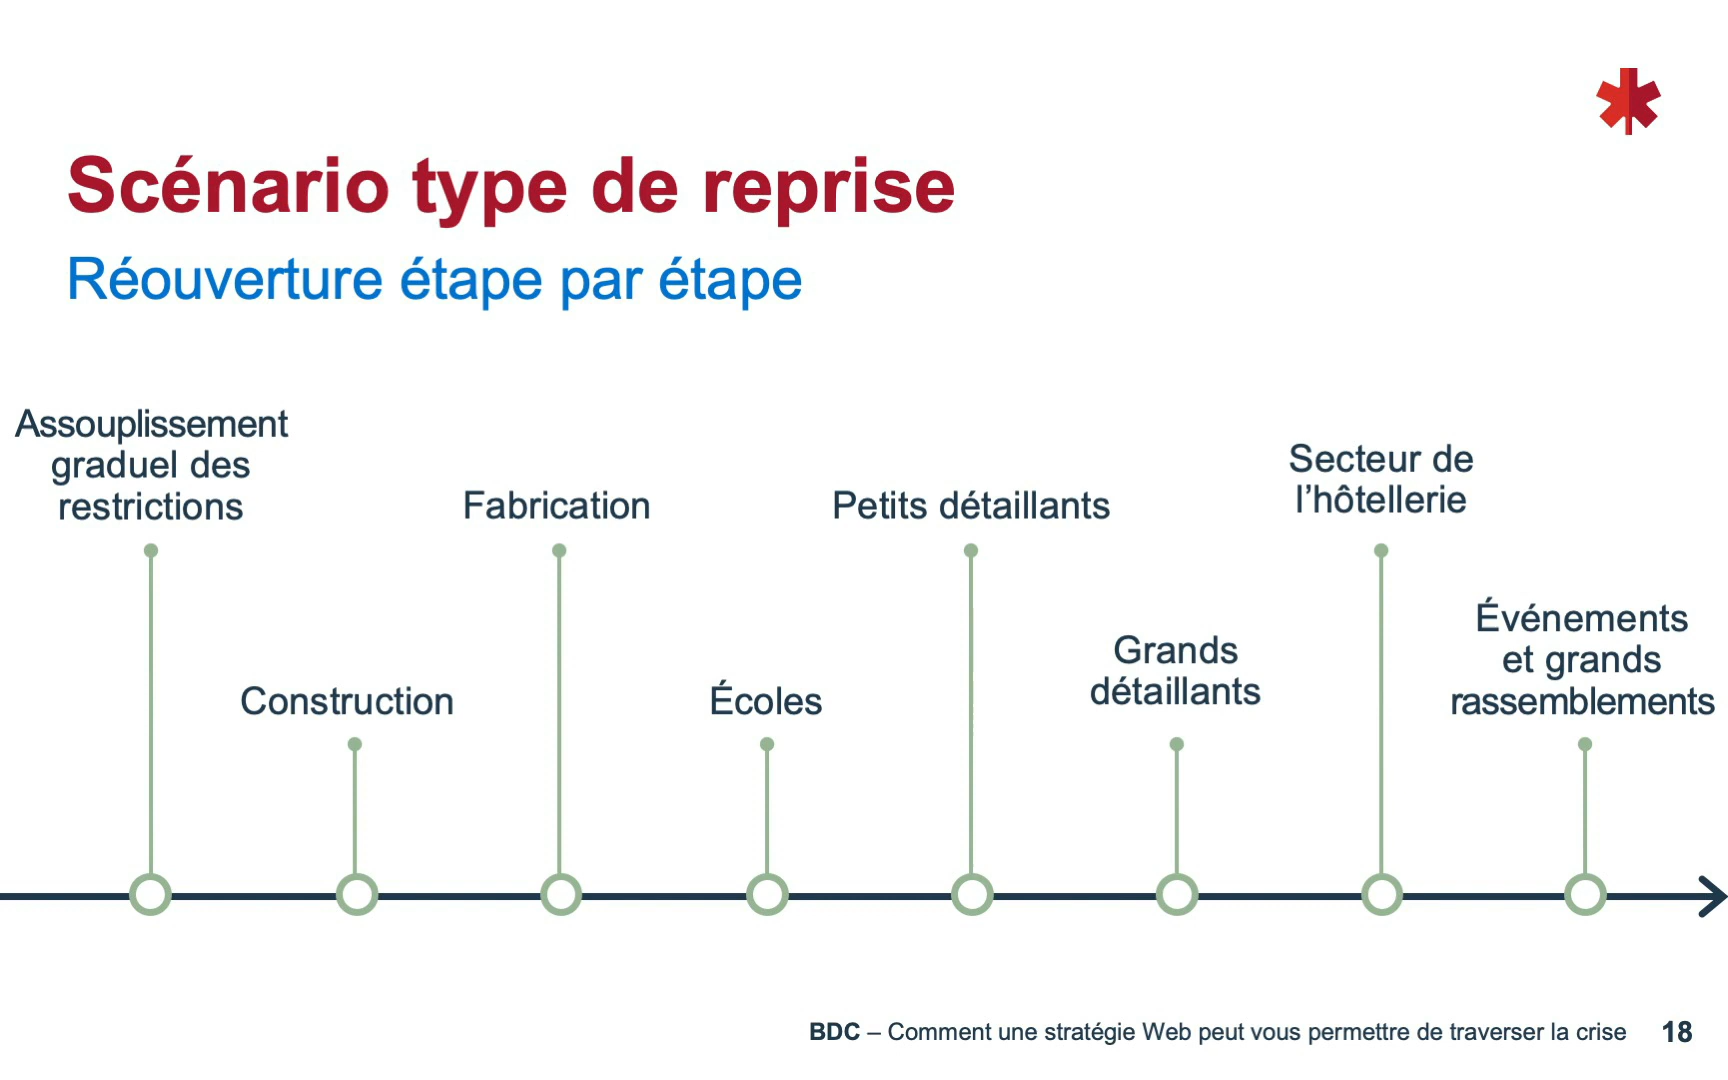 Scénario type de reprise
Réouverture étape par étape
Assouplissement
graduel des
restrictions
Construction
Fabrication
Écoles
Petits détaillants
Grands
détaillants
Secteur de
l’hôtellerie
Événements
et grands
rassemblements
BDC – Comment une stratégie Web peut vous permettre de traverser la crise 18